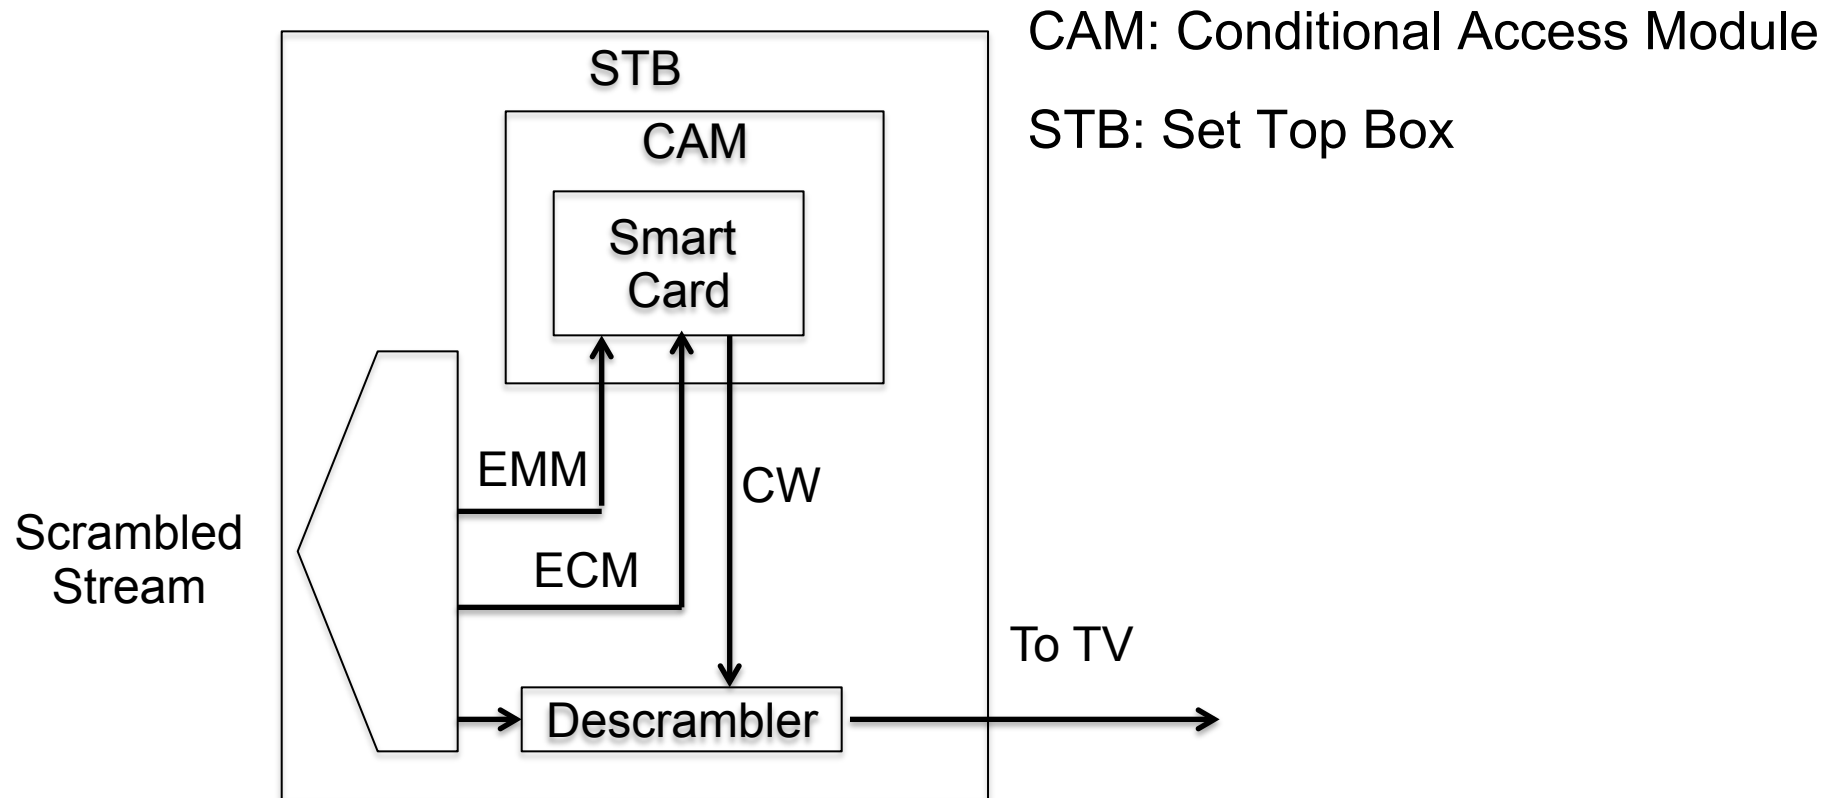 CAM: Conditional Access Module
STB: Set Top Box
STB
CAM
Smart
Card
EMM
CW
ECM
Scrambled
Stream
To TV
Descrambler